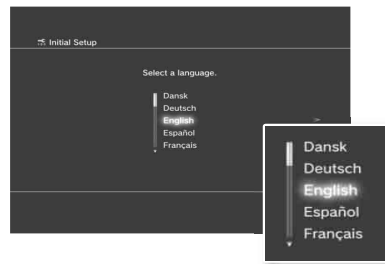 Initial Setup
Select a language.
Dansk
Deutsch
English
Español
Français
Dansk
Deutsch
English
Español
Français